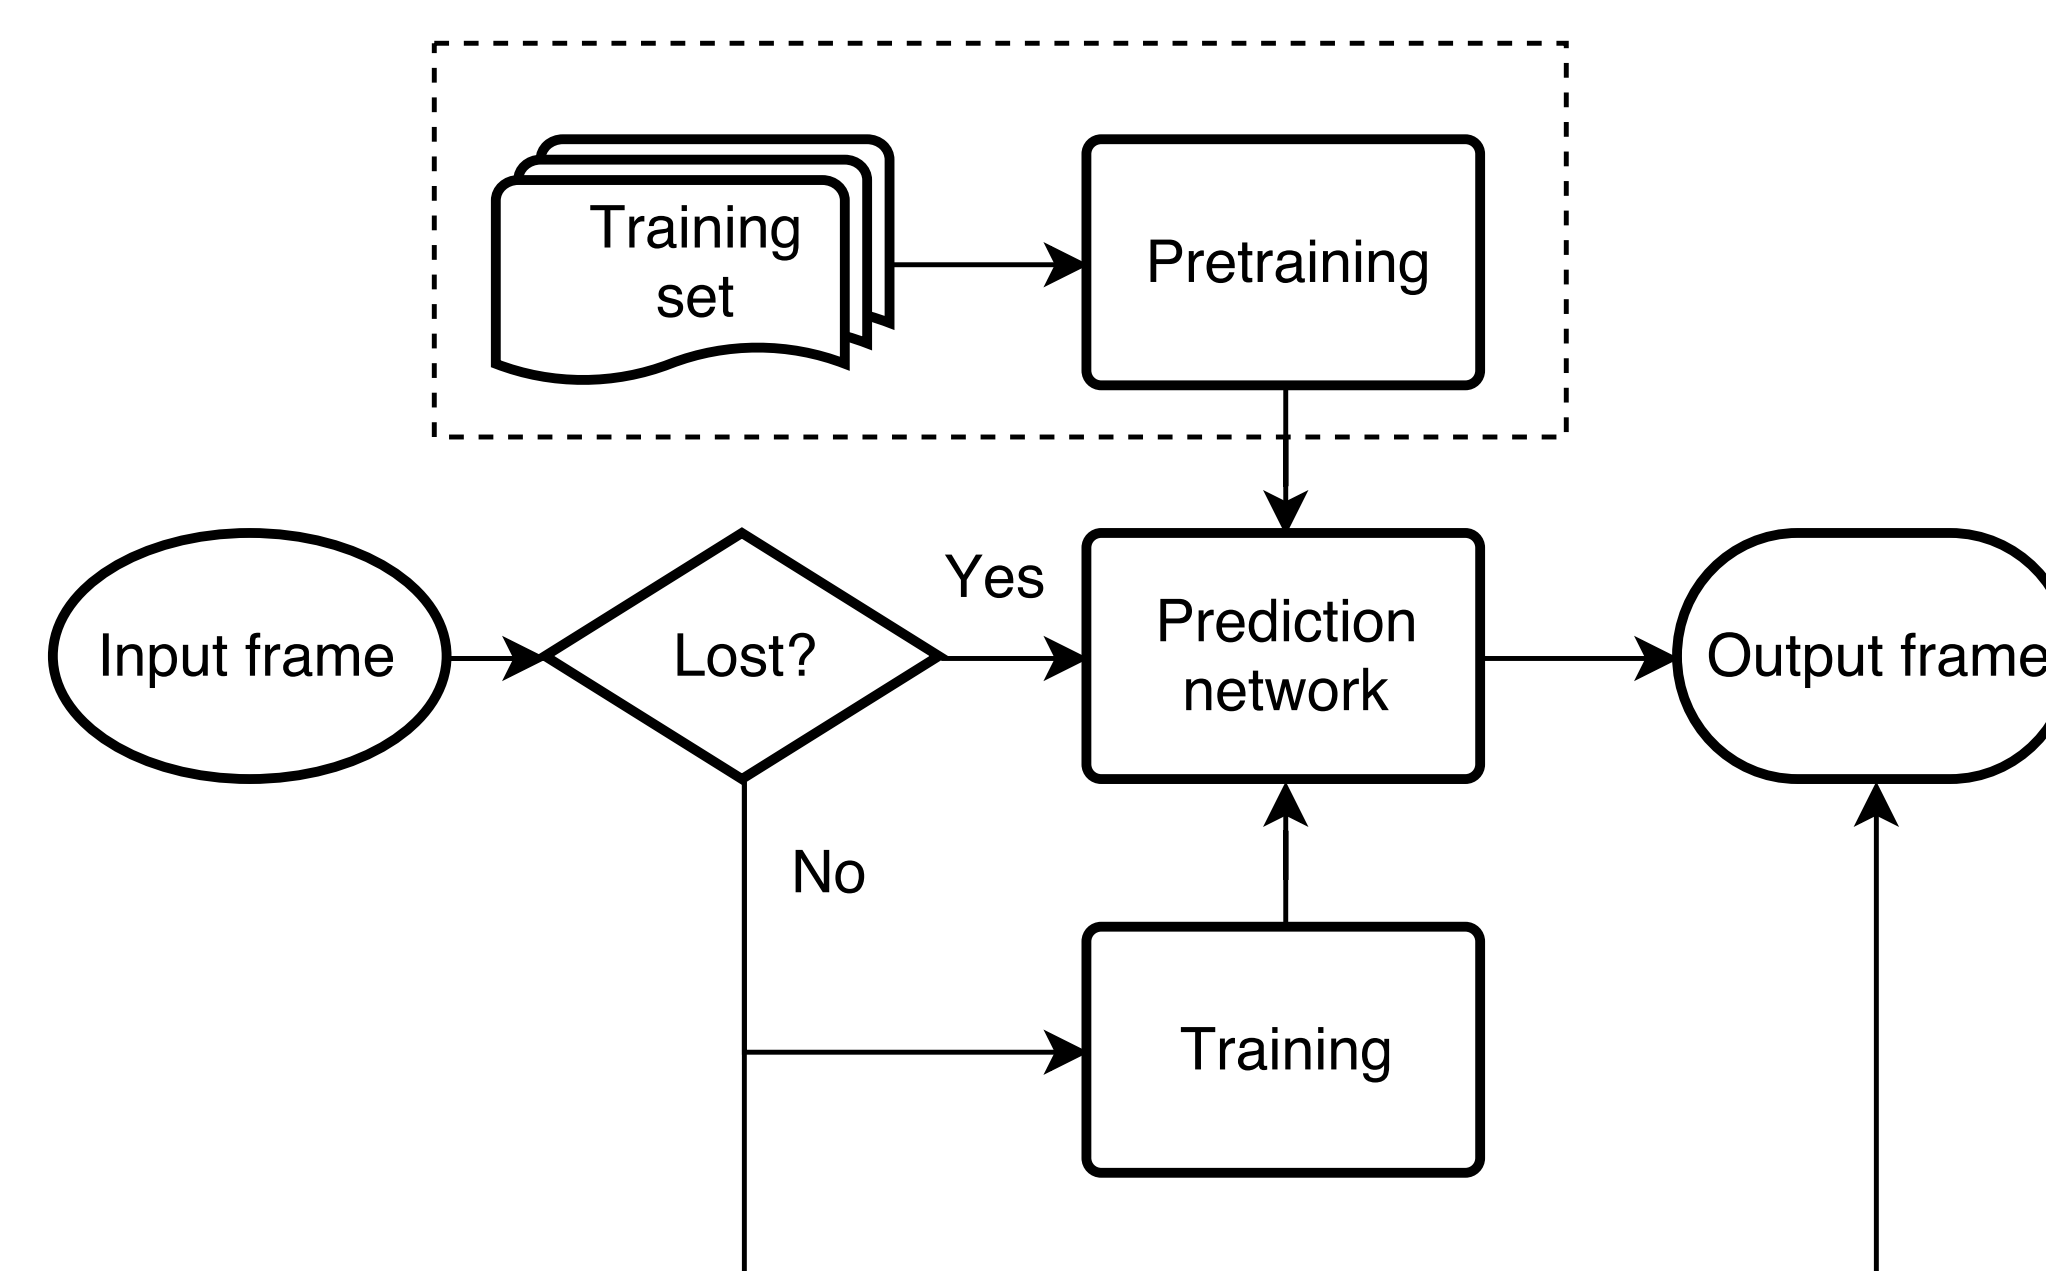 Training
set
Pretraining
Input frame
Lost?
Yes
Prediction
network
Output frame
No
Training